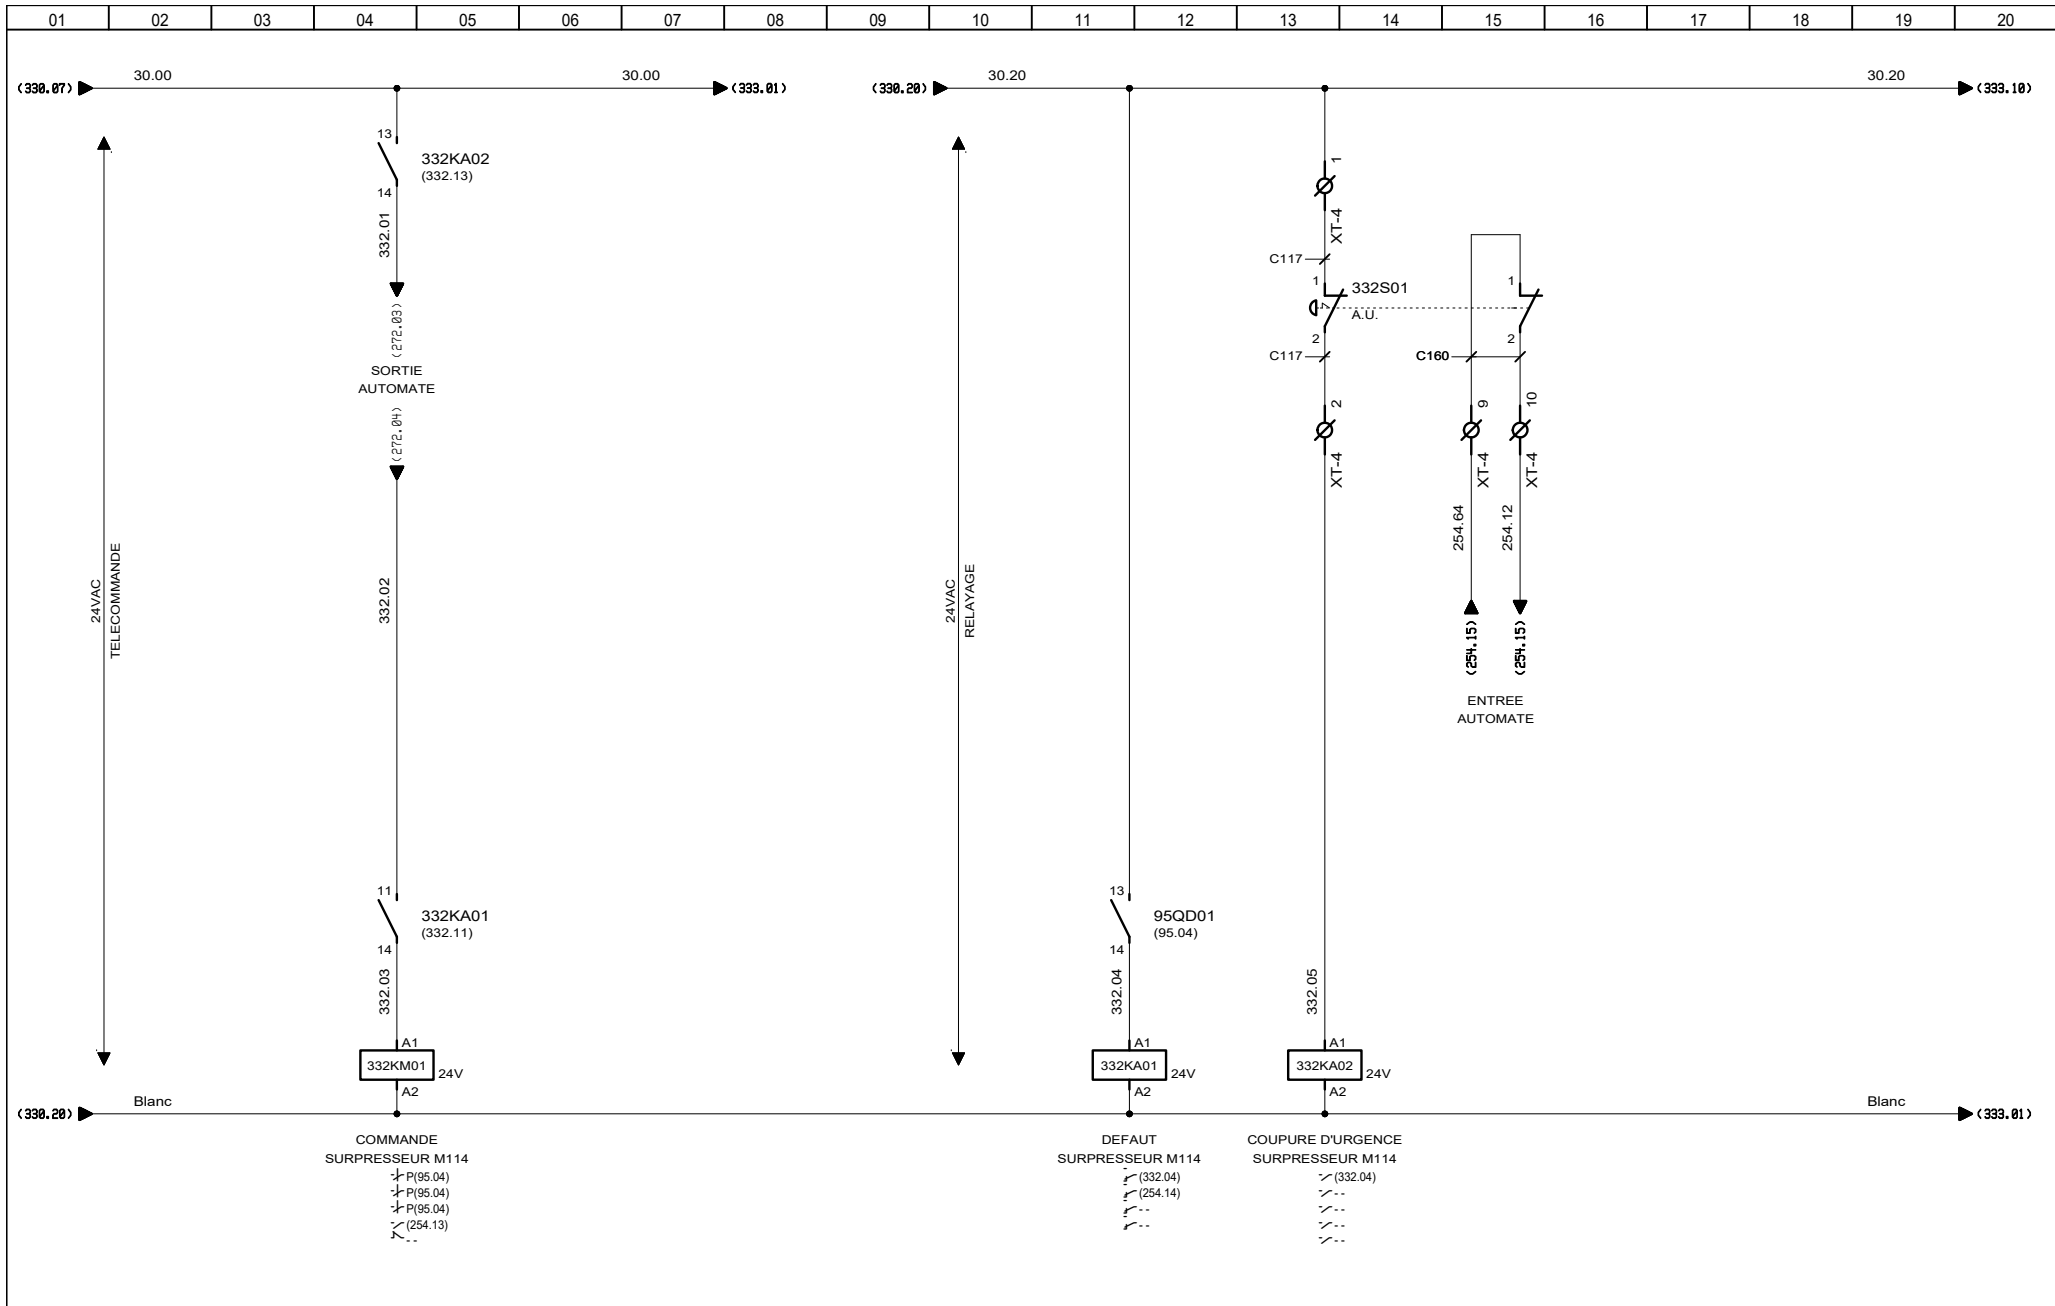 01 02 03 04 05 06 07 08 09 10 11 12 13 14 15 16 17 18 19 20
30.00 30.00 30.20 30.20
(330.07) (333.01) (330.20) (333.10)
13
332KA02
(332.13)
14
332.01
(272.03)
SORTIE
AUTOMATE
(272.04)
332.02
24VAC
TELECOMMANDE
11
332KA01
(332.11)
14
332.03
A1
332KM01
24V
A2
24VAC
RELAYAGE
13
95QD01
(95.04)
14
332.04
A1
332KA01
24V
A2
1
XT-4
C117
1
332S01
A.U.
2
C117
2
XT-4
332.05
A1
332KA02
24V
A2
1
2
C160
9
XT-4
254.64
(254.15)
10
XT-4
254.12
(254.15)
ENTREE
AUTOMATE
Blanc Blanc
(330.20) (333.01)
COMMANDE
SURPRESSEUR M114
P(95.04)
P(95.04)
P(95.04)
(254.13)
--
DEFAUT
SURPRESSEUR M114
(332.04)
(254.14)
--
--
COUPURE D'URGENCE
SURPRESSEUR M114
(332.04)
--
--
--
--